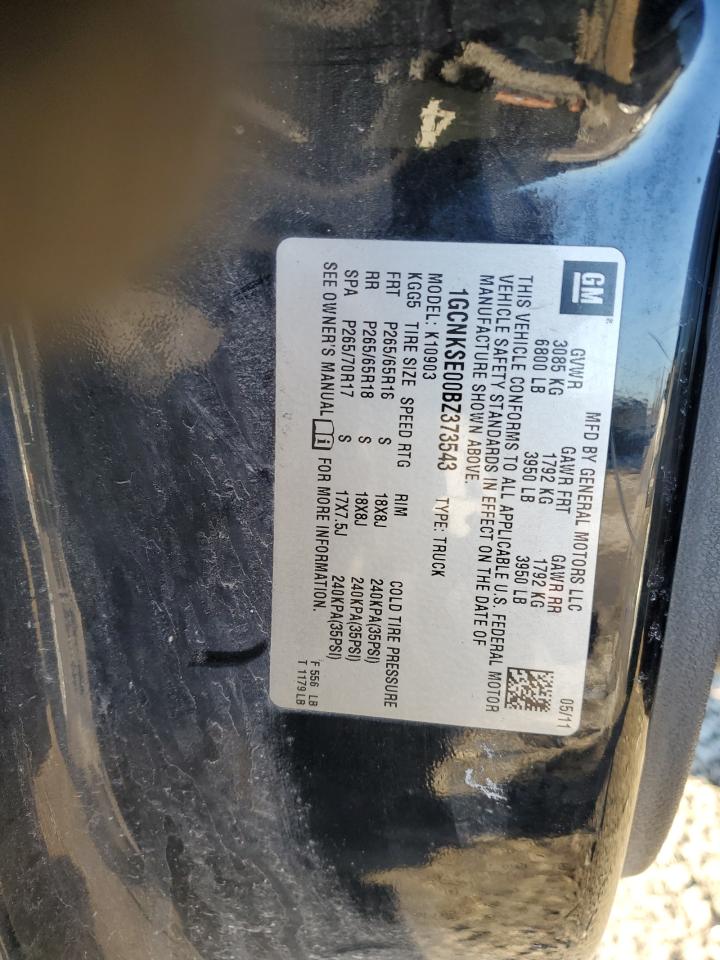 GM®
MFD BY GENERAL MOTORS LLC 05/11
GVWR GAWR FRT GAWR RR
3085 KG 1792 KG 1792 KG
6800 LB 3950 LB 3950 LB
THIS VEHICLE CONFORMS TO ALL APPLICABLE U.S. FEDERAL MOTOR
VEHICLE SAFETY STANDARDS IN EFFECT ON THE DATE OF
MANUFACTURE SHOWN ABOVE.
1GCNKSE00BZ373543 TYPE: TRUCK
MODEL: K10903
KGG5 TIRE SIZE SPEED RTG RIM COLD TIRE PRESSURE
FRT P265/65R16 S 18X8J 240KPA(35PSI)
RR P265/65R18 S 18X8J 240KPA(35PSI)
SPA P265/70R17 S 17X7.5J 240KPA(35PSI)
SEE OWNER'S MANUAL i FOR MORE INFORMATION.
F 556 LB
T 1179 LB